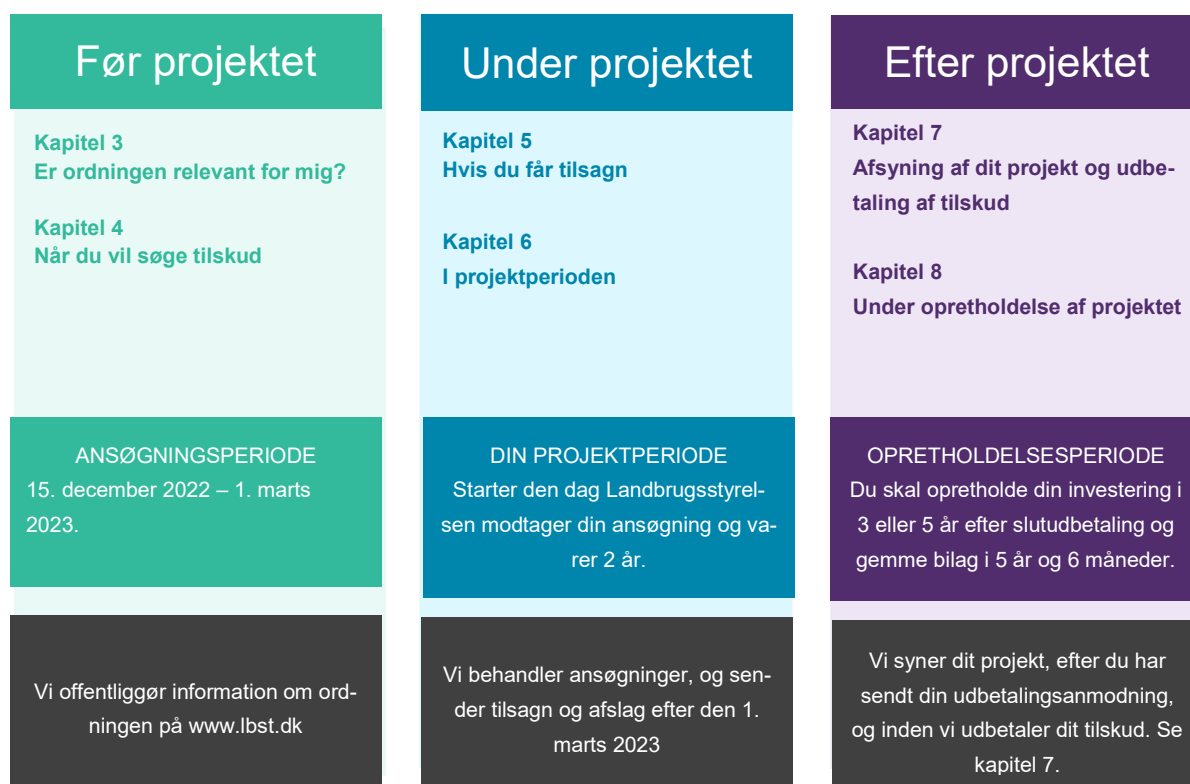 Før projektet
Kapitel 3
Er ordningen relevant for mig?
Kapitel 4
Når du vil søge tilskud
ANSØGNINGSPERIODE
15. december 2022 – 1. marts
2023.
Vi offentliggør information om ord-
ningen på www.lbst.dk
Under projektet
Kapitel 5
Hvis du får tilsagn
Kapitel 6
I projektperioden
DIN PROJEKTPERIODE
Starter den dag Landbrugsstyrel-
sen modtager din ansøgning og va-
rer 2 år.
Vi behandler ansøgninger, og sen-
der tilsagn og afslag efter den 1.
marts 2023
Efter projektet
Kapitel 7
Afsyning af dit projekt og udbe-
taling af tilskud
Kapitel 8
Under opretholdelse af projektet
OPRETHOLDELSESPERIODE
Du skal opretholde din investering i
3 eller 5 år efter slutudbetaling og
gemme bilag i 5 år og 6 måneder.
Vi syner dit projekt, efter du har
sendt din udbetalingsanmodning,
og inden vi udbetaler dit tilskud. Se
kapitel 7.